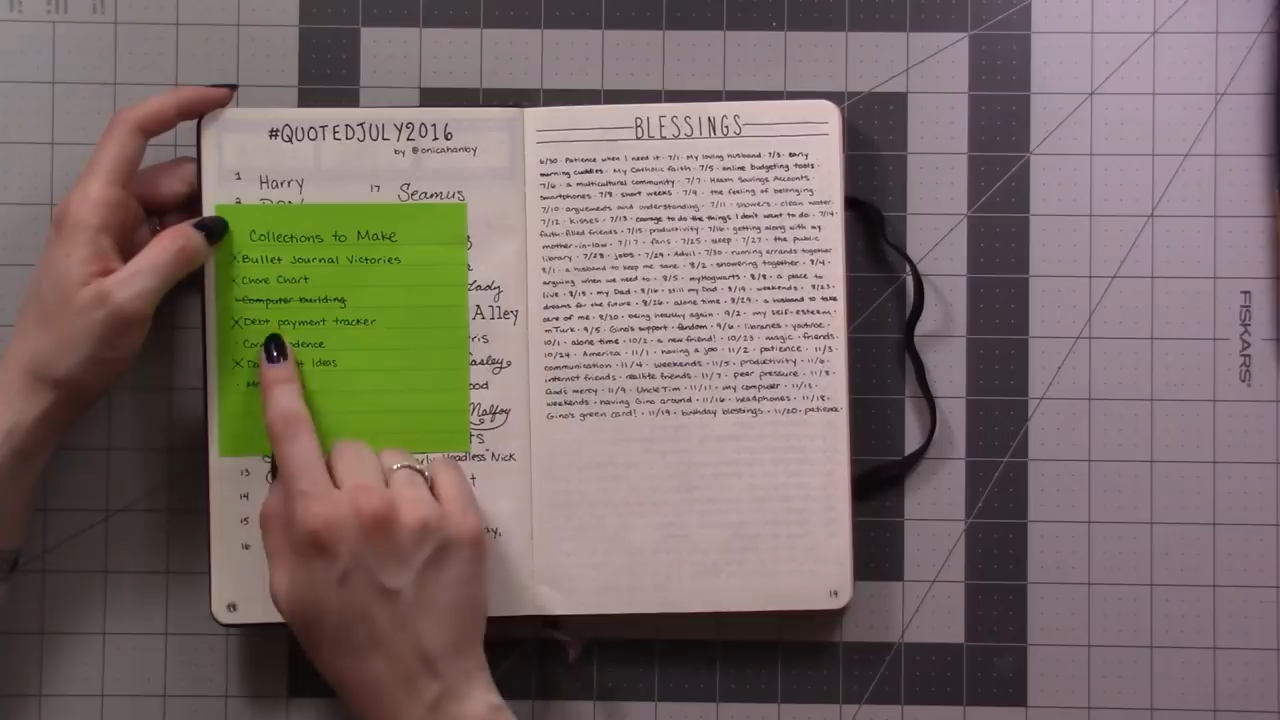 #QUOTEDJULY2016
by @onicahanby
1 Harry
17 Seamus
Collections to Make
X Bullet Journal Victories
X Chore Chart
Computer building
X Debt payment tracker
X Ideas
Lady
Alley
Malfoy
Headless" Nick
13
14
15
16
BLESSINGS
6/30 · Patience when I need it · 7/1 · My loving husband · 7/3 · early
morning cuddles · My Catholic faith · 7/5 · online budgeting tools ·
7/6 · a multicultural community · 7/7 · Health Savings Accounts ·
smartphones · 7/8 · short weeks · 7/9 · the feeling of belonging ·
7/10 · arguements and understanding · 7/11 · showers · clean water ·
7/12 · kisses · 7/13 · courage to do the things I don't want to do · 7/14 ·
faith-filled friends · 7/15 · productivity · 7/16 · getting along with my
mother-in-law · 7/17 · fans · 7/25 · sleep · 7/27 · the public
library · 7/28 · jobs · 7/29 · Advil · 7/30 · running errands together
8/1 · a husband to keep me sane · 8/2 · showering together · 8/4 ·
arguing when we need to · 8/5 · myHogwarts · 8/8 · a place to
live · 8/15 · my Dad · 8/16 · still my Dad · 8/19 · weekends · 8/23 ·
dreams for the future · 8/26 · alone time · 8/29 · a husband to take
care of me · 8/30 · being healthy again · 9/2 · my self-esteem ·
mTurk · 9/5 · Gino's support · fandom · 9/6 · libraries · youtube ·
10/1 · alone time · 10/2 · a new friend! · 10/23 · magic · friends ·
10/24 · America · 11/1 · having a job · 11/2 · patience · 11/3 ·
communication · 11/4 · weekends · 11/5 · productivity · 11/6 ·
internet friends · reallife friends · 11/7 · peer pressure · 11/8 ·
God's mercy · 11/9 · Uncle Tim · 11/11 · my computer · 11/13 ·
weekends · having Gino around · 11/16 · headphones · 11/18 ·
Gino's green card! · 11/19 · birthday blessings · 11/20 · patience ·
19
FISKARS